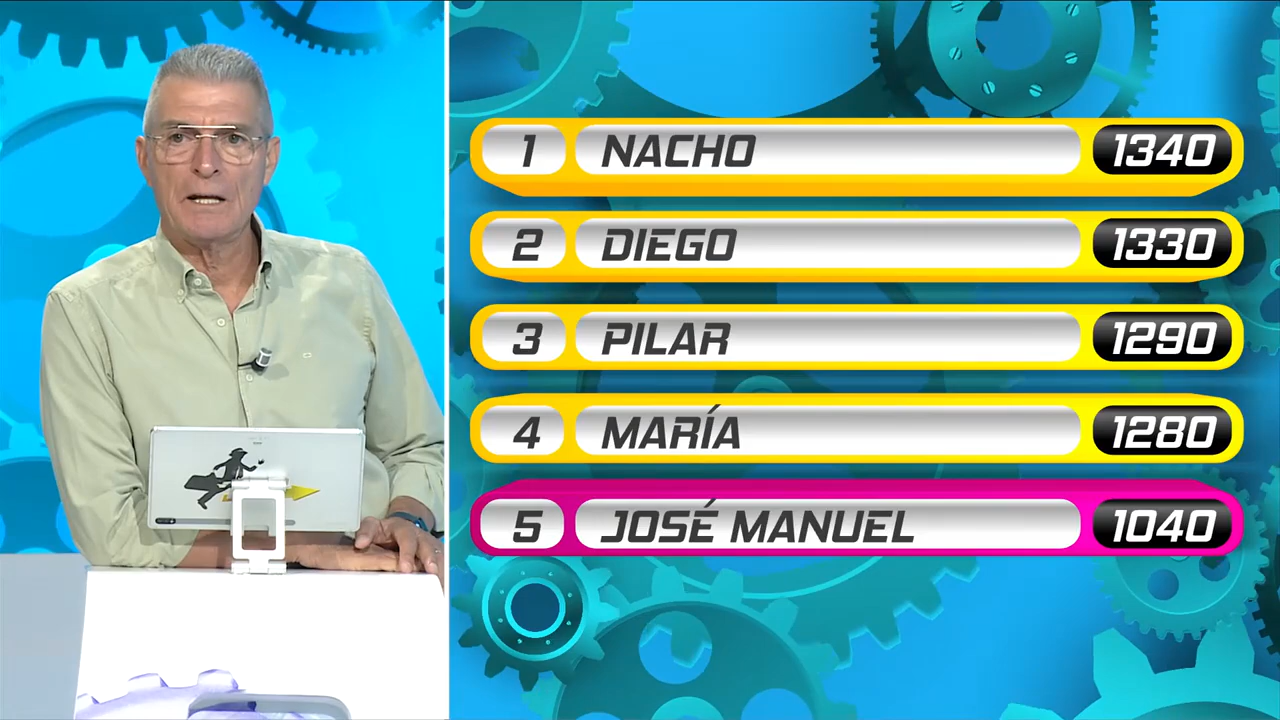 1 NACHO 1340
2 DIEGO 1330
3 PILAR 1290
4 MARÍA 1280
5 JOSÉ MANUEL 1040